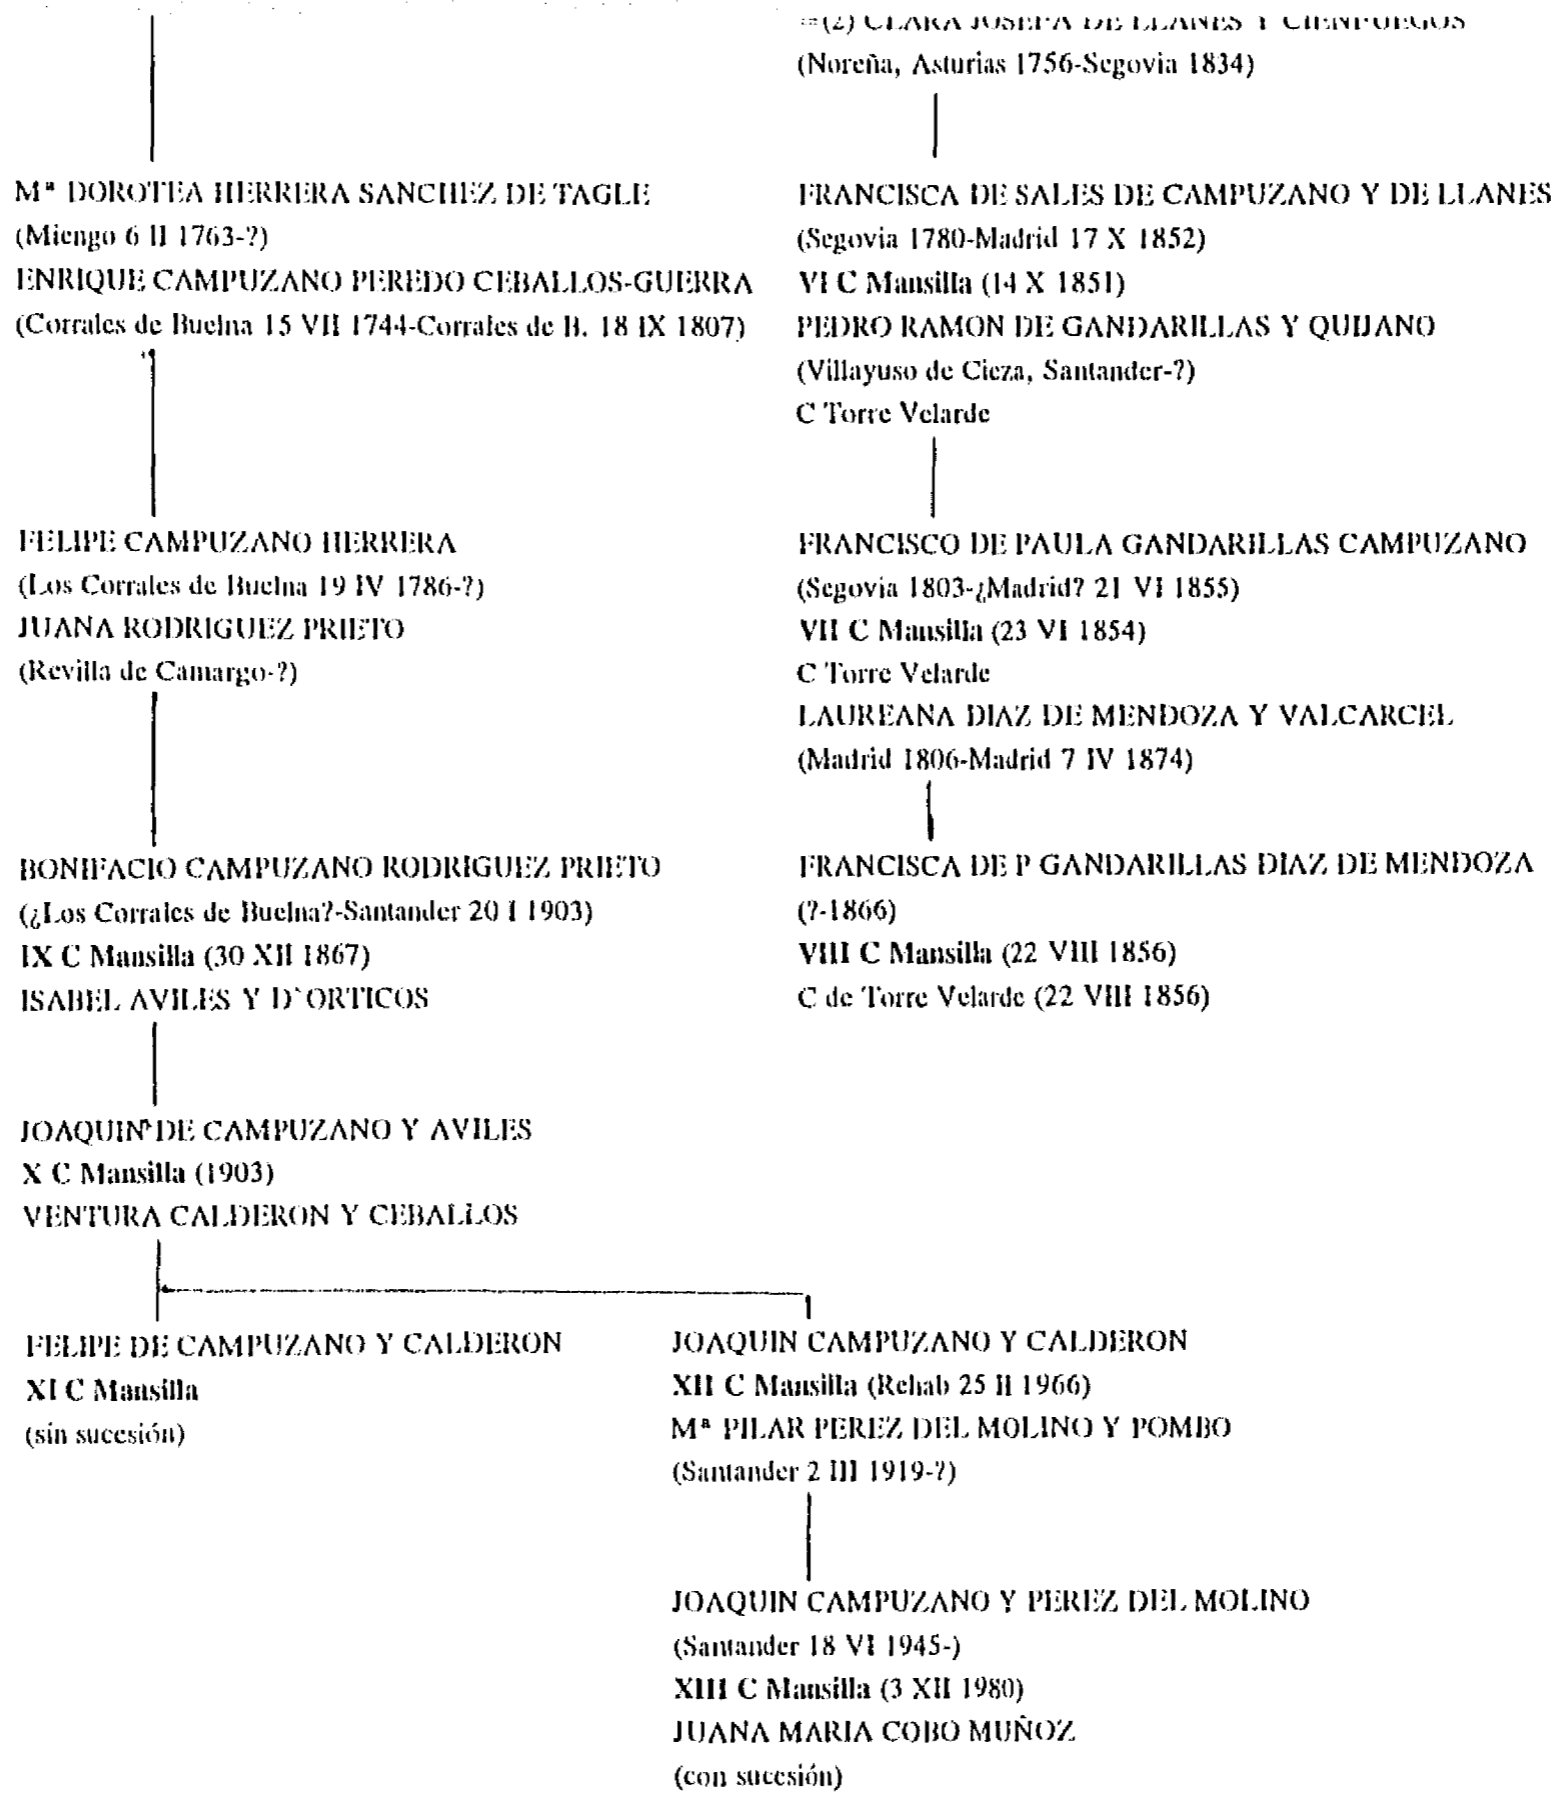 =(2) CLARA JOSEFA DE LLANES Y CIENFUEGOS
(Noreña, Asturias 1756-Segovia 1834)
Mª DOROTEA HERRERA SANCHEZ DE TAGLE
(Miengo 6 II 1763-?)
ENRIQUE CAMPUZANO PEREDO CEBALLOS-GUERRA
(Corrales de Buelna 15 VII 1744-Corrales de B. 18 IX 1807)
FRANCISCA DE SALES DE CAMPUZANO Y DE LLANES
(Segovia 1780-Madrid 17 X 1852)
VI C Mansilla (14 X 1851)
PEDRO RAMON DE GANDARILLAS Y QUIJANO
(Villayuso de Cieza, Santander-?)
C Torre Velarde
FELIPE CAMPUZANO HERRERA
(Los Corrales de Buelna 19 IV 1786-?)
JUANA RODRIGUEZ PRIETO
(Revilla de Camargo-?)
FRANCISCO DE PAULA GANDARILLAS CAMPUZANO
(Segovia 1803-¿Madrid? 21 VI 1855)
VII C Mansilla (23 VI 1854)
C Torre Velarde
LAUREANA DIAZ DE MENDOZA Y VALCARCEL
(Madrid 1806-Madrid 7 IV 1874)
BONIFACIO CAMPUZANO RODRIGUEZ PRIETO
(¿Los Corrales de Buelna?-Santander 20 I 1903)
IX C Mansilla (30 XII 1867)
ISABEL AVILES Y D`ORTICOS
FRANCISCA DE P GANDARILLAS DIAZ DE MENDOZA
(?-1866)
VIII C Mansilla (22 VIII 1856)
C de Torre Velarde (22 VIII 1856)
JOAQUIN DE CAMPUZANO Y AVILES
X C Mansilla (1903)
VENTURA CALDERON Y CEBALLOS
FELIPE DE CAMPUZANO Y CALDERON
XI C Mansilla
(sin sucesión)
JOAQUIN CAMPUZANO Y CALDERON
XII C Mansilla (Rehab 25 II 1966)
Mª PILAR PEREZ DEL MOLINO Y POMBO
(Santander 2 III 1919-?)
JOAQUIN CAMPUZANO Y PEREZ DEL MOLINO
(Santander 18 VI 1945-)
XIII C Mansilla (3 XII 1980)
JUANA MARIA COBO MUÑOZ
(con sucesión)